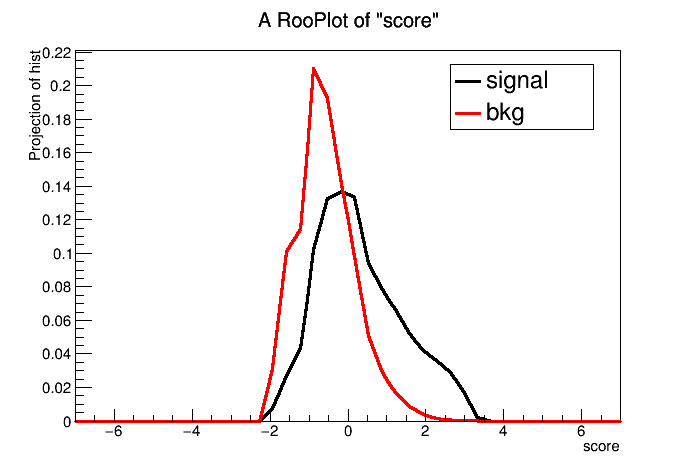 A RooPlot of "score"
Projection of hist
0.22
0.2
0.18
0.16
0.14
0.12
0.1
0.08
0.06
0.04
0.02
0
signal
bkg
−6 −4 −2 0 2 4 6
score